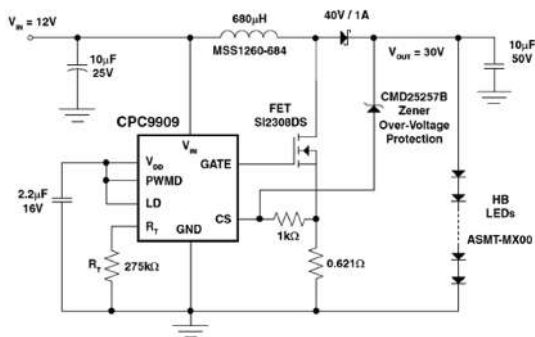 V_IN = 12V
680μH
MSS1260-684
40V / 1A
V_OUT = 30V
10μF
25V
10μF
50V
CPC9909
FET
SI2308DS
CMD25257B
Zener
Over-Voltage
Protection
V_IN
V_DD
GATE
PWMD
LD
2.2μF
16V
R_T
GND
CS
1kΩ
HB
LEDs
ASMT-MX00
R_T
275kΩ
0.621Ω